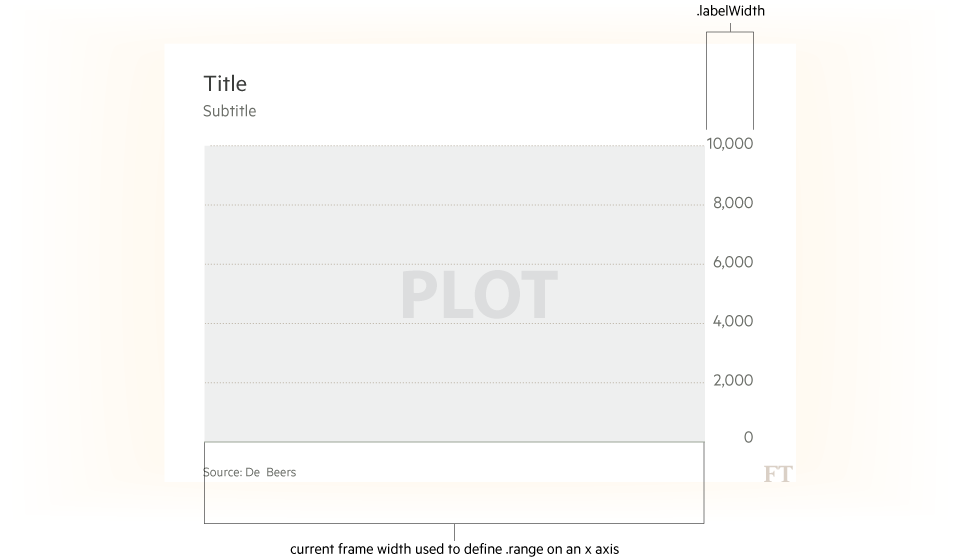 .labelWidth
Title
Subtitle
10,000
8,000
6,000
PLOT
4,000
2,000
0
Source: De Beers
FT
current frame width used to define .range on an x axis